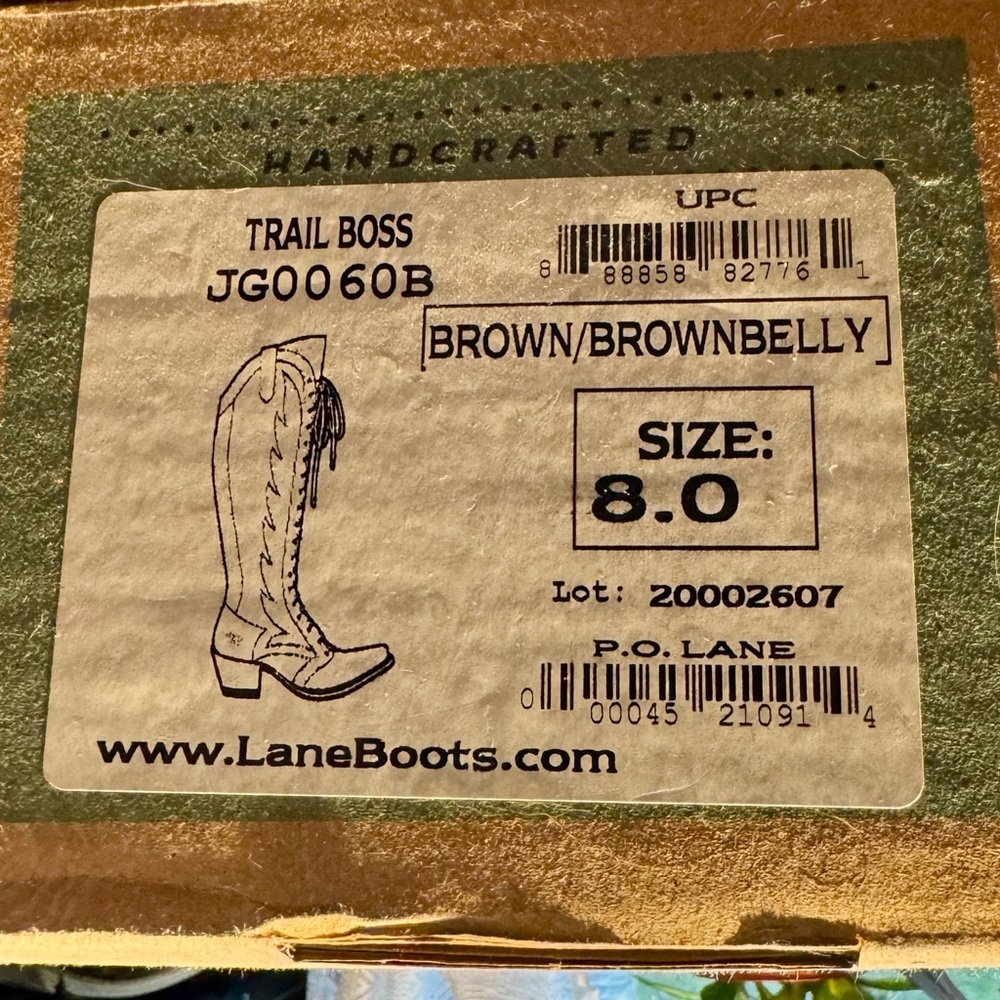 HANDCRAFTED
TRAIL BOSS
JG0060B
UPC
8 88858 82776 1
BROWN/BROWNBELLY
SIZE:
8.0
Lot: 20002607
P.O. LANE
0 00045 21091 4
www.LaneBoots.com